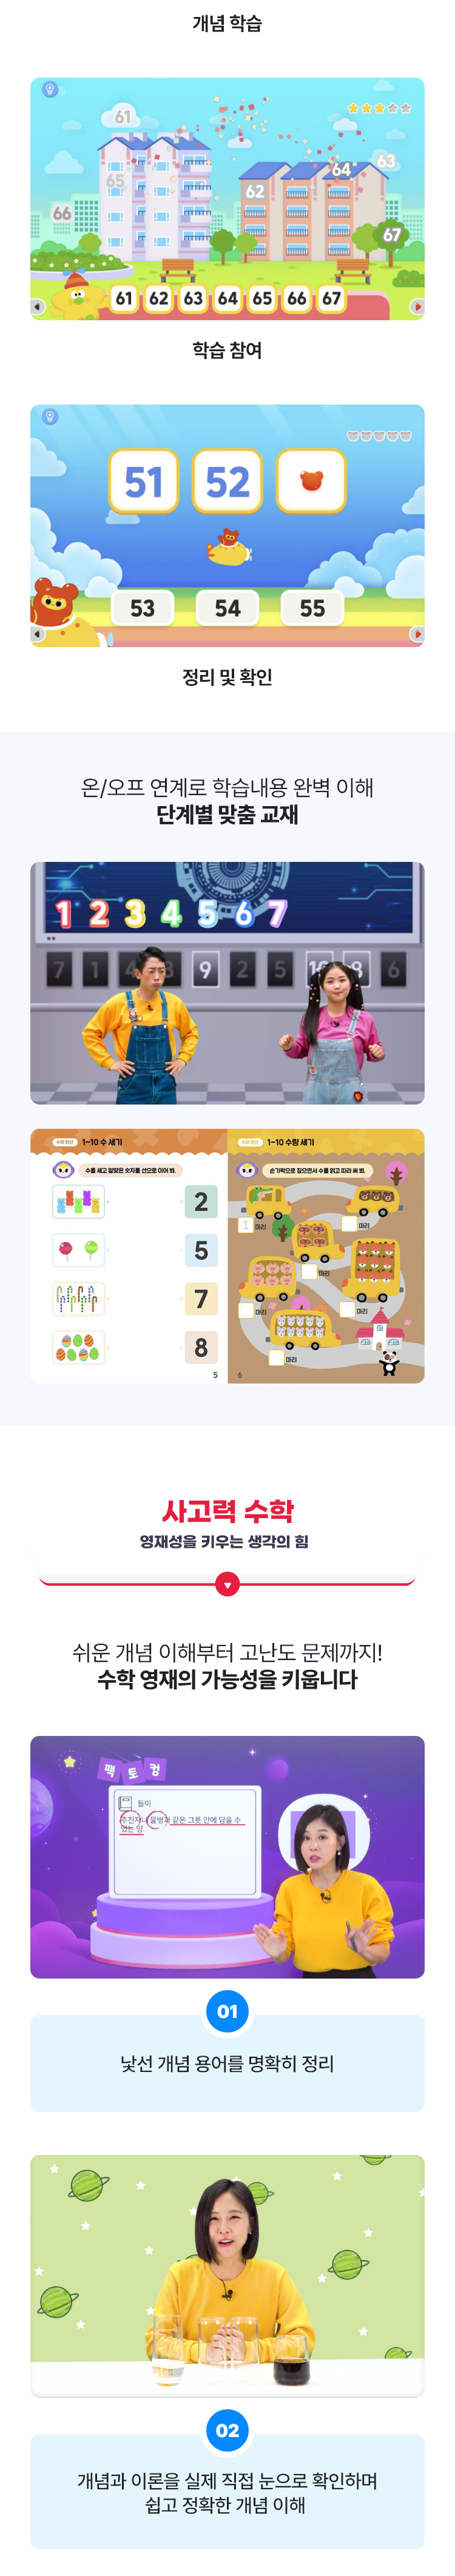 개념 학습
61
65
66
62
64
63
67
61 62 63 64 65 66 67
학습 참여
51 52
53 54 55
정리 및 확인
온/오프 연계로 학습내용 완벽 이해
단계별 맞춤 교재
1 2 3 4 5 6 7
7 1 9 2 5 6
수와 연산 1~10 수 세기
수를 세고 알맞은 숫자를 선으로 이어 봐.
2
5
7
8
5
수와 연산 1~10 수량 세기
손가락으로 짚으면서 수를 읽고 따라 써 봐.
1 마리
마리
마리
마리
마리
마리
6
사고력 수학
영재성을 키우는 생각의 힘
쉬운 개념 이해부터 고난도 문제까지!
수학 영재의 가능성을 키웁니다
팩토컴
들이
주전자나 물병과 같은 그릇 안에 담을 수
있는 양
01
낯선 개념 용어를 명확히 정리
02
개념과 이론을 실제 직접 눈으로 확인하며
쉽고 정확한 개념 이해